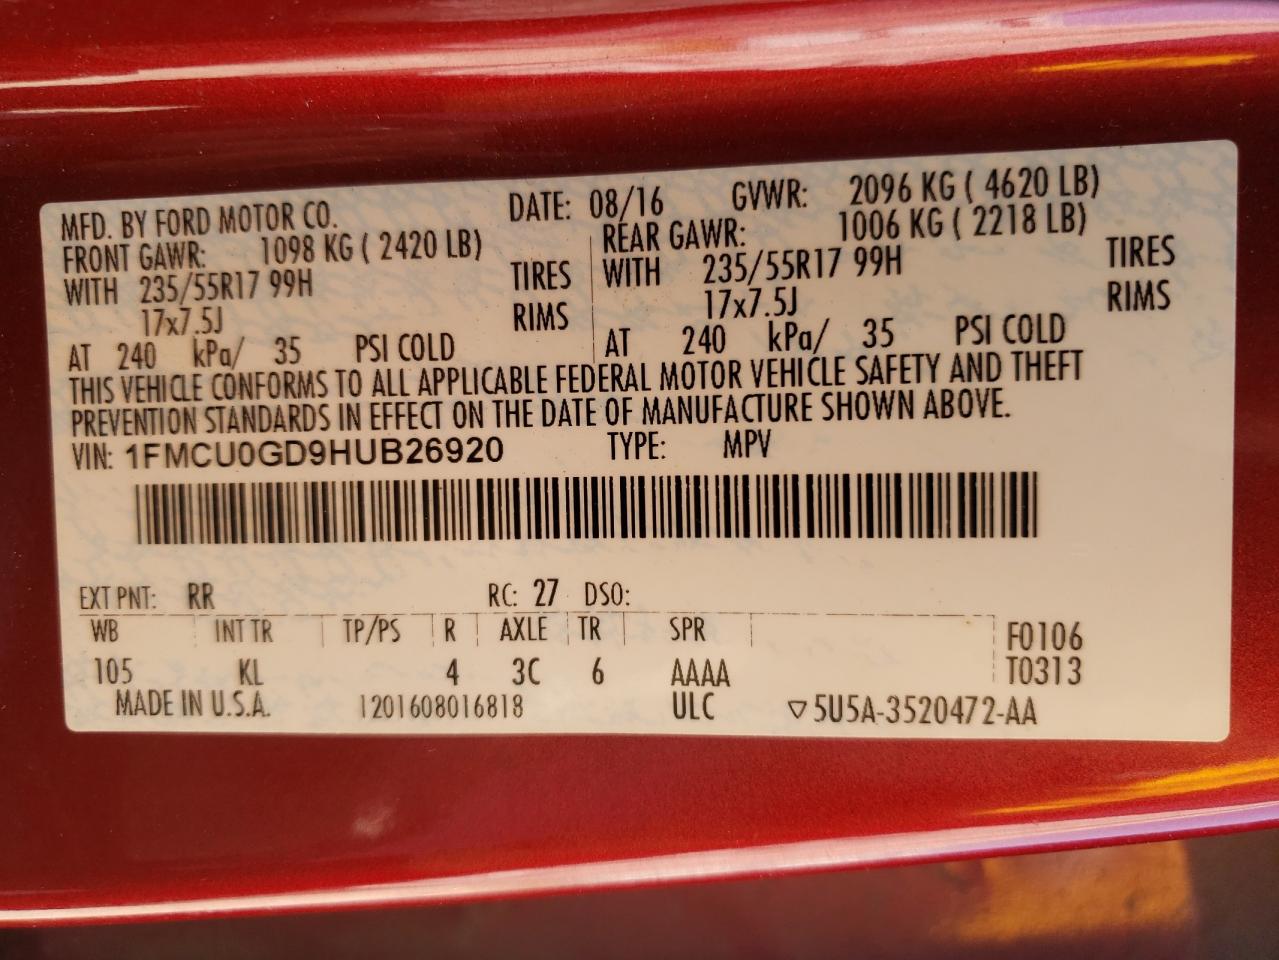 MFD. BY FORD MOTOR CO. DATE: 08/16 GVWR: 2096 KG ( 4620 LB)
FRONT GAWR: 1098 KG ( 2420 LB) REAR GAWR: 1006 KG ( 2218 LB)
WITH 235/55R17 99H TIRES WITH 235/55R17 99H TIRES
17x7.5J RIMS 17x7.5J RIMS
AT 240 kPa/ 35 PSI COLD AT 240 kPa/ 35 PSI COLD
THIS VEHICLE CONFORMS TO ALL APPLICABLE FEDERAL MOTOR VEHICLE SAFETY AND THEFT
PREVENTION STANDARDS IN EFFECT ON THE DATE OF MANUFACTURE SHOWN ABOVE.
VIN: 1FMCU0GD9HUB26920 TYPE: MPV
EXT PNT: RR RC: 27 DSO:
WB INT TR TP/PS R AXLE TR SPR F0106
105 KL 4 3C 6 AAAA T0313
MADE IN U.S.A. 1201608016818 ULC ▽5U5A-3520472-AA